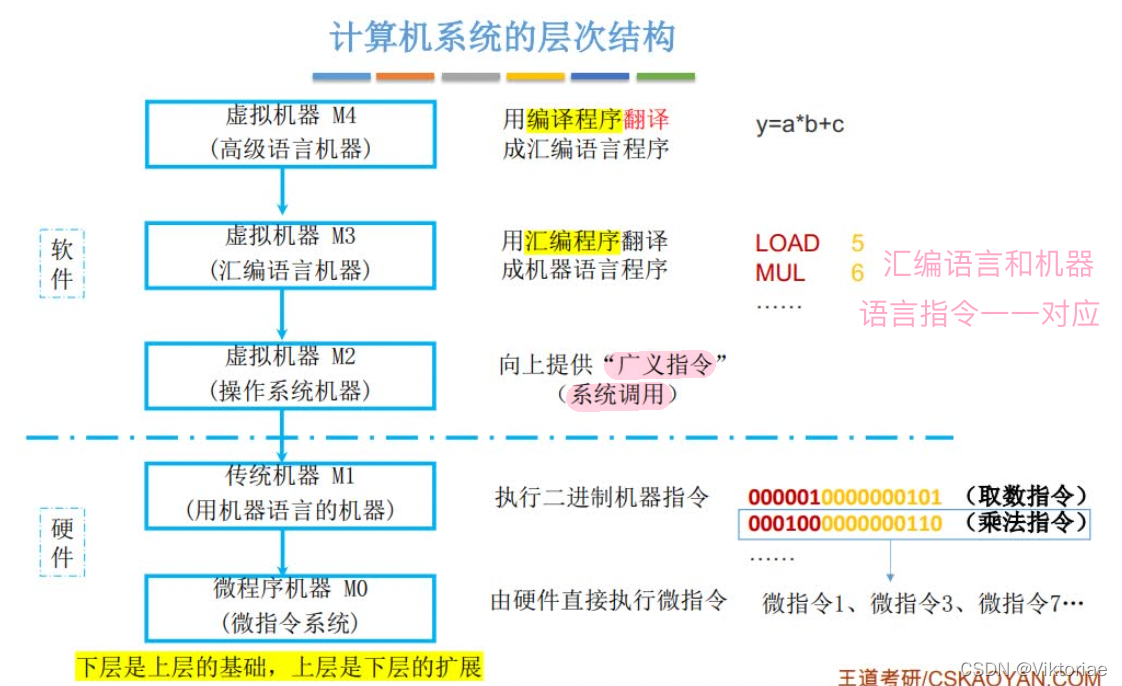 计算机系统的层次结构
虚拟机器 M4
(高级语言机器)
用编译程序翻译
成汇编语言程序
y=a*b+c
软
件
虚拟机器 M3
(汇编语言机器)
用汇编程序翻译
成机器语言程序
LOAD 5
MUL 6
……
汇编语言和机器
语言指令一一对应
虚拟机器 M2
(操作系统机器)
向上提供“广义指令”
(系统调用)
硬
件
传统机器 M1
(用机器语言的机器)
执行二进制机器指令
0000010000000101 (取数指令)
0001000000000110 (乘法指令)
……
微程序机器 M0
(微指令系统)
由硬件直接执行微指令
微指令1、微指令3、微指令7…
下层是上层的基础，上层是下层的扩展
王道考研/CSKAOYAN.COM
CSDN @Viktoriae